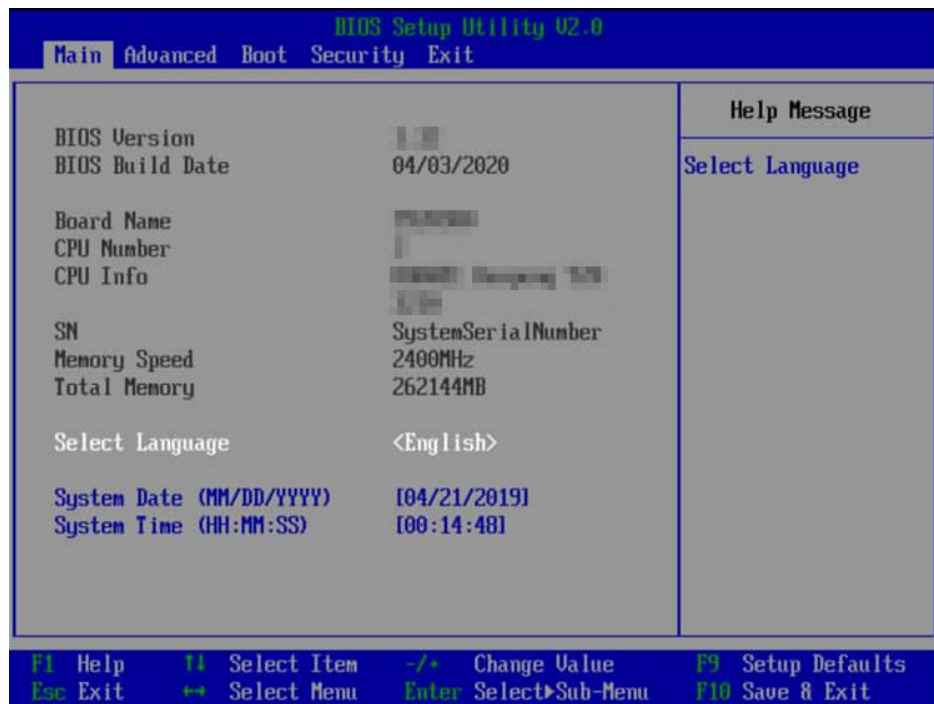 BIOS Setup Utility V2.0
Main Advanced Boot Security Exit
Help Message
Select Language
BIOS Version
BIOS Build Date 04/03/2020
Board Name
CPU Number
CPU Info
SN SystemSerialNumber
Memory Speed 2400MHz
Total Memory 262144MB
Select Language <English>
System Date (MM/DD/YYYY) [04/21/2019]
System Time (HH:MM:SS) [00:14:48]
F1 Help ↑↓ Select Item -/+ Change Value F9 Setup Defaults
Esc Exit ↔ Select Menu Enter Select▶Sub-Menu F10 Save & Exit